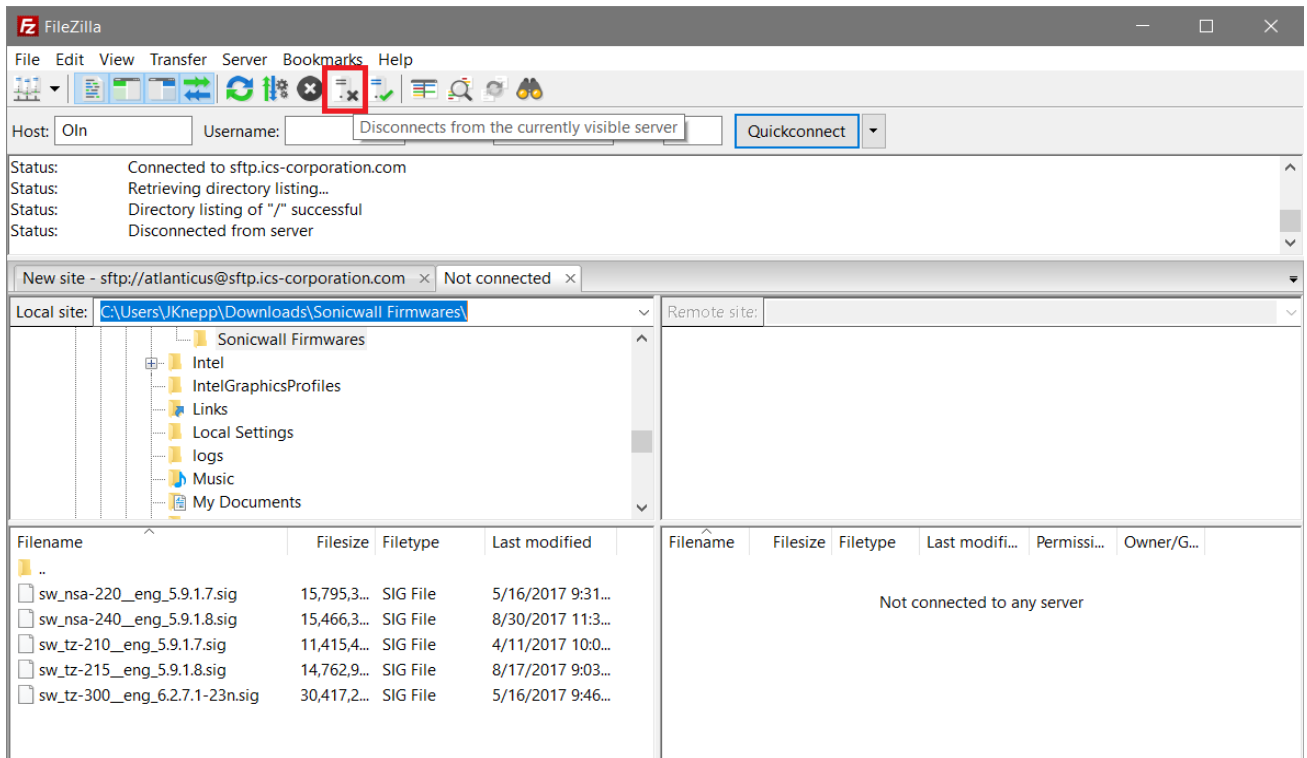 FileZilla
File Edit View Transfer Server Bookmarks Help
Host: OIn Username: Disconnects from the currently visible server Quickconnect
Status: Connected to sftp.ics-corporation.com
Status: Retrieving directory listing...
Status: Directory listing of "/" successful
Status: Disconnected from server
New site - sftp://atlanticus@sftp.ics-corporation.com × Not connected ×
Local site: C:\Users\JKnepp\Downloads\Sonicwall Firmwares\ Remote site:
Sonicwall Firmwares
Intel
IntelGraphicsProfiles
Links
Local Settings
logs
Music
My Documents
Filename Filesize Filetype Last modified Filename Filesize Filetype Last modifi... Permissi... Owner/G...
..
sw_nsa-220__eng_5.9.1.7.sig 15,795,3... SIG File 5/16/2017 9:31...
Not connected to any server
sw_nsa-240__eng_5.9.1.8.sig 15,466,3... SIG File 8/30/2017 11:3...
sw_tz-210__eng_5.9.1.7.sig 11,415,4... SIG File 4/11/2017 10:0...
sw_tz-215__eng_5.9.1.8.sig 14,762,9... SIG File 8/17/2017 9:03...
sw_tz-300__eng_6.2.7.1-23n.sig 30,417,2... SIG File 5/16/2017 9:46...